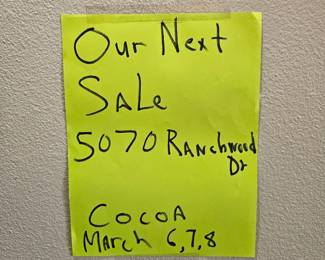 Our Next
Sale
5070 Ranchwood
Dr
Cocoa
March 6,7,8